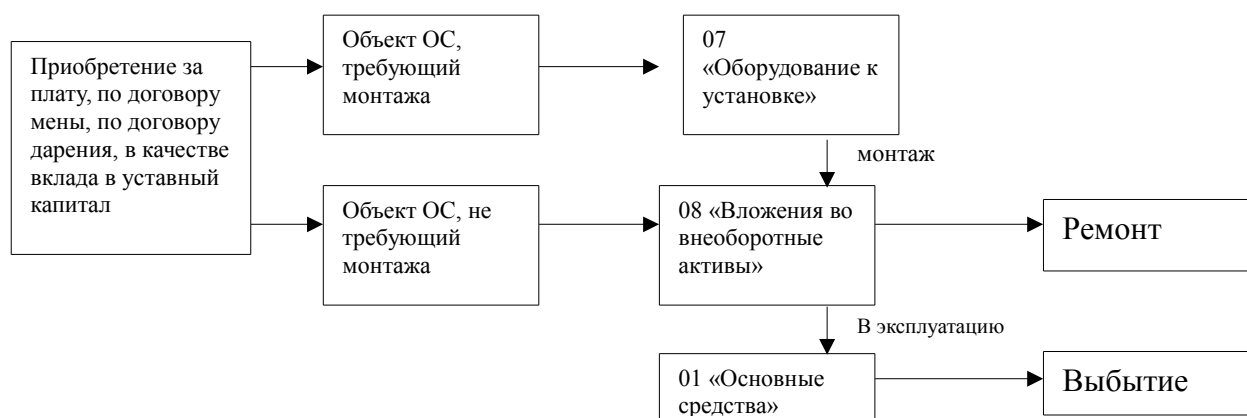 Приобретение за
плату, по договору
мены, по договору
дарения, в качестве
вклада в уставный
капитал
Объект ОС,
требующий
монтажа
07
«Оборудование к
установке»
монтаж
Объект ОС, не
требующий
монтажа
08 «Вложения во
внеоборотные
активы»
Ремонт
В эксплуатацию
01 «Основные
средства»
Выбытие